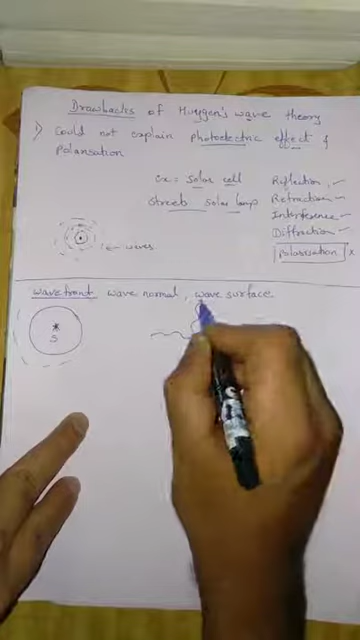 Drawbacks of Huygen's wave theory
1) Could not explain photoelectric effect &
Polarisation
ex: Solar cell
Street Solar lamp
Reflection, ✓
Refraction ✓
Interference ✓
Diffraction ✓
Polarisation x
waves
wavefront wave normal, wave surface
S